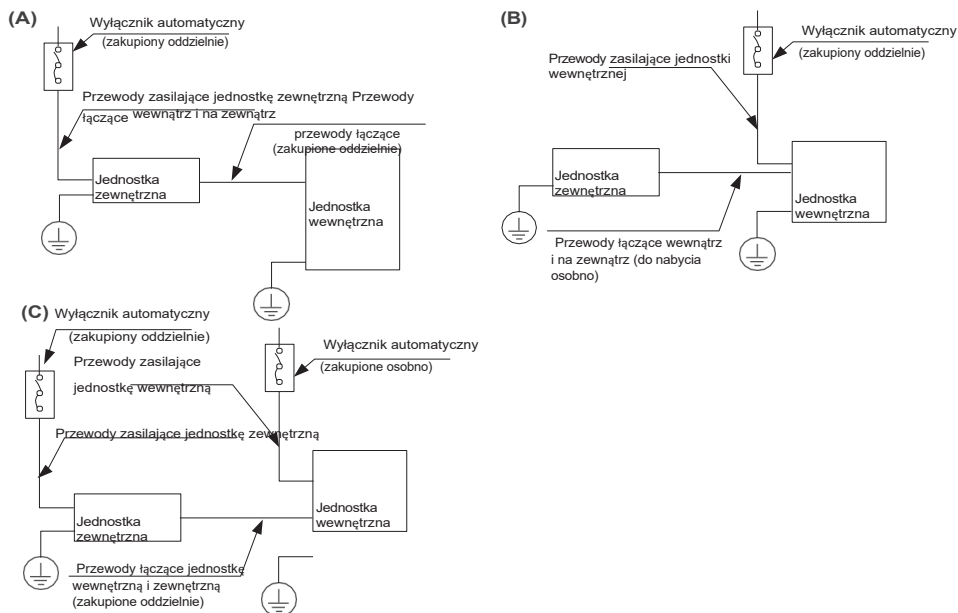 (A)
Wyłącznik automatyczny
(zakupiony oddzielnie)
Przewody zasilające jednostkę zewnętrzną Przewody
łączące wewnątrz i na zewnątrz
przewody łączące
(zakupione oddzielnie)
Jednostka
zewnętrzna
Jednostka
wewnętrzna
(B)
Wyłącznik automatyczny
(zakupiony oddzielnie)
Przewody zasilające jednostki
wewnętrznej
Jednostka
zewnętrzna
Jednostka
wewnętrzna
Przewody łączące wewnątrz
i na zewnątrz (do nabycia
osobno)
(C)
Wyłącznik automatyczny
(zakupiony oddzielnie)
Przewody zasilające
jednostkę wewnętrzną
Wyłącznik automatyczny
(zakupione osobno)
Przewody zasilające jednostkę zewnętrzną
Jednostka
zewnętrzna
Jednostka
wewnętrzna
Przewody łączące jednostkę
wewnętrzną i zewnętrzną
(zakupione oddzielnie)